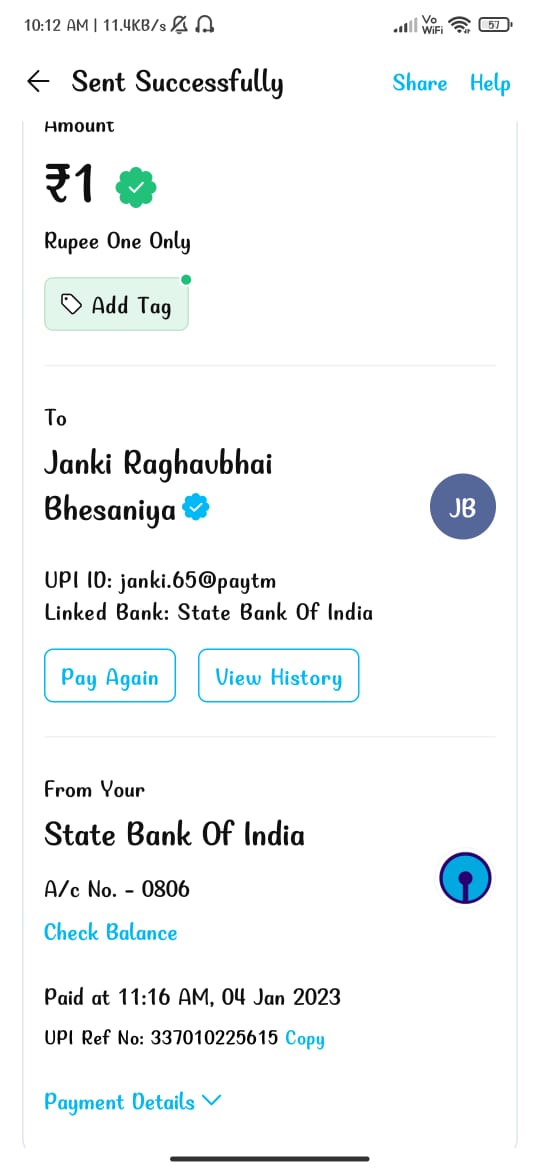 10:12 AM | 11.4KB/s Vo WiFi 57
Sent Successfully Share Help
Amount
₹1
Rupee One Only
Add Tag
To
Janki Raghavbhai
Bhesaniya
JB
UPI ID: janki.65@paytm
Linked Bank: State Bank Of India
Pay Again View History
From Your
State Bank Of India
A/c No. - 0806
Check Balance
Paid at 11:16 AM, 04 Jan 2023
UPI Ref No: 337010225615 Copy
Payment Details